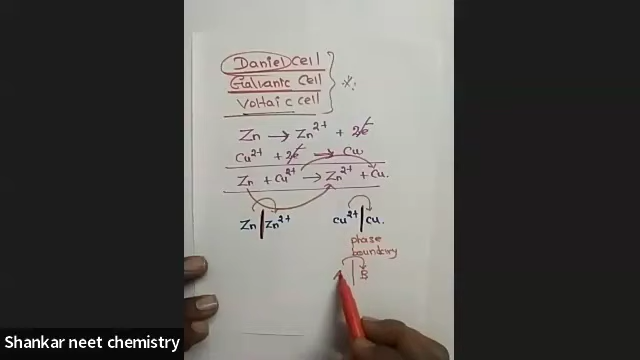 Daniel cell
Galvanic cell
Voltaic cell
Zn → Zn²⁺ + 2e⁻
Cu²⁺ + 2e⁻ → Cu
Zn + Cu²⁺ → Zn²⁺ + Cu.
Zn | Zn²⁺ Cu²⁺ | Cu.
phase
boundary
A | B
Shankar neet chemistry